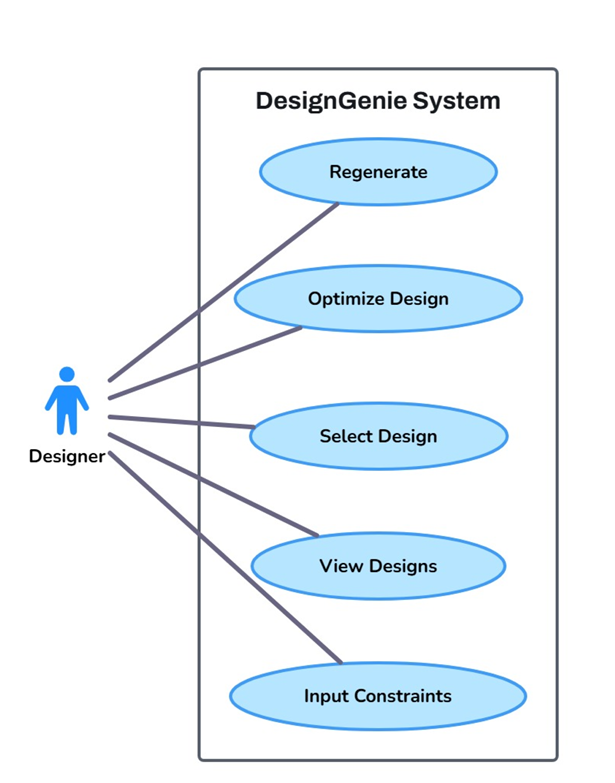 DesignGenie System
Regenerate
Optimize Design
Select Design
Designer
View Designs
Input Constraints